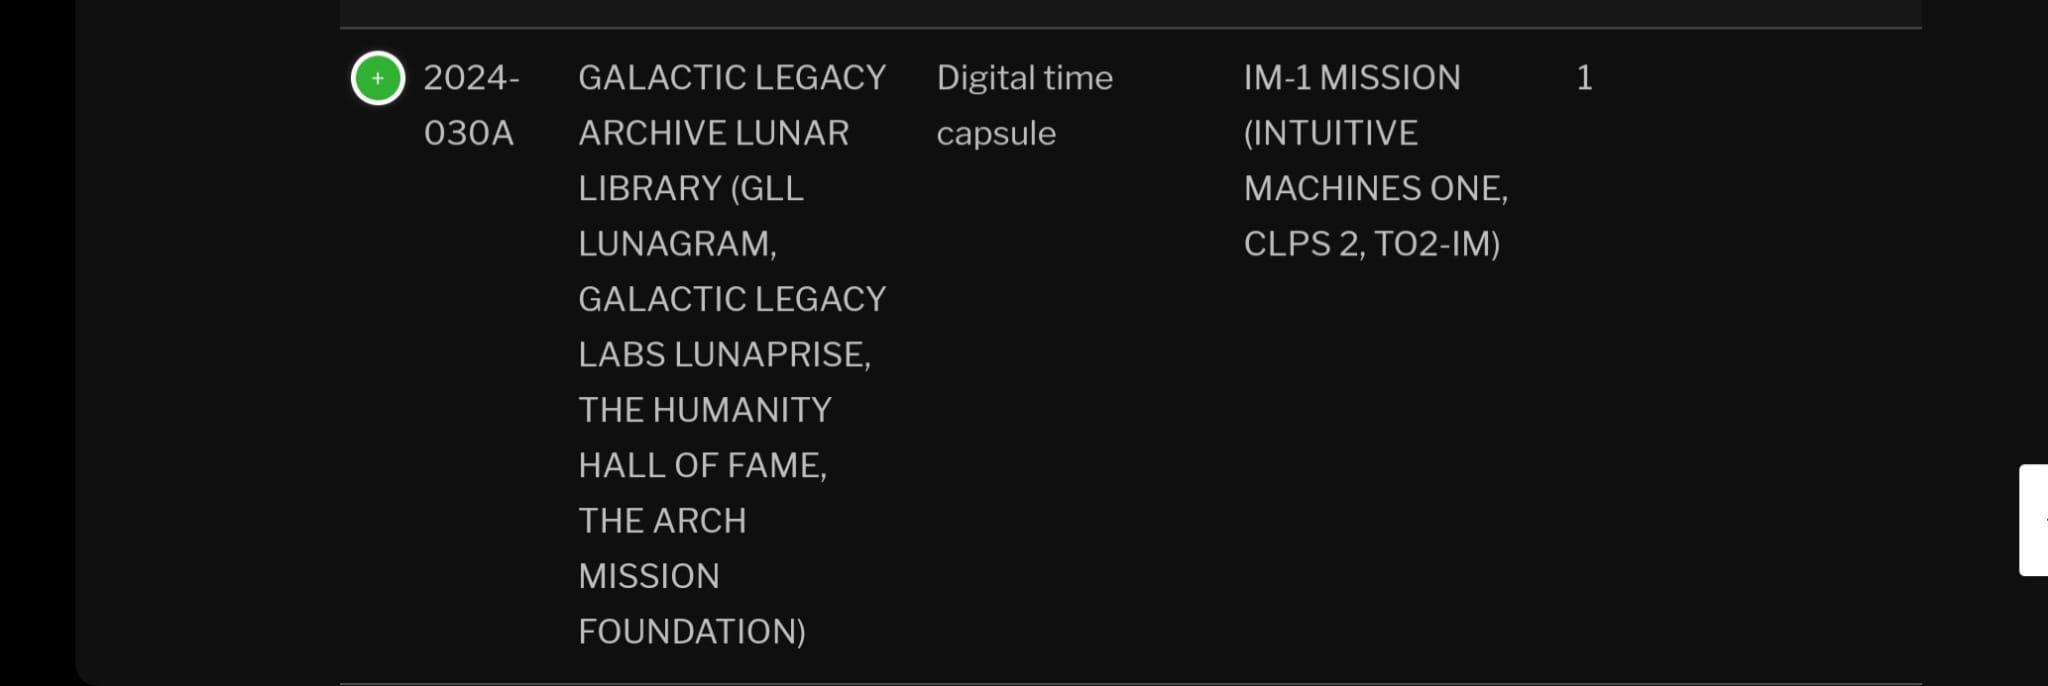 +
2024-
030A
GALACTIC LEGACY
ARCHIVE LUNAR
LIBRARY (GLL
LUNAGRAM,
GALACTIC LEGACY
LABS LUNAPRISE,
THE HUMANITY
HALL OF FAME,
THE ARCH
MISSION
FOUNDATION)
Digital time
capsule
IM-1 MISSION
(INTUITIVE
MACHINES ONE,
CLPS 2, TO2-IM)
1